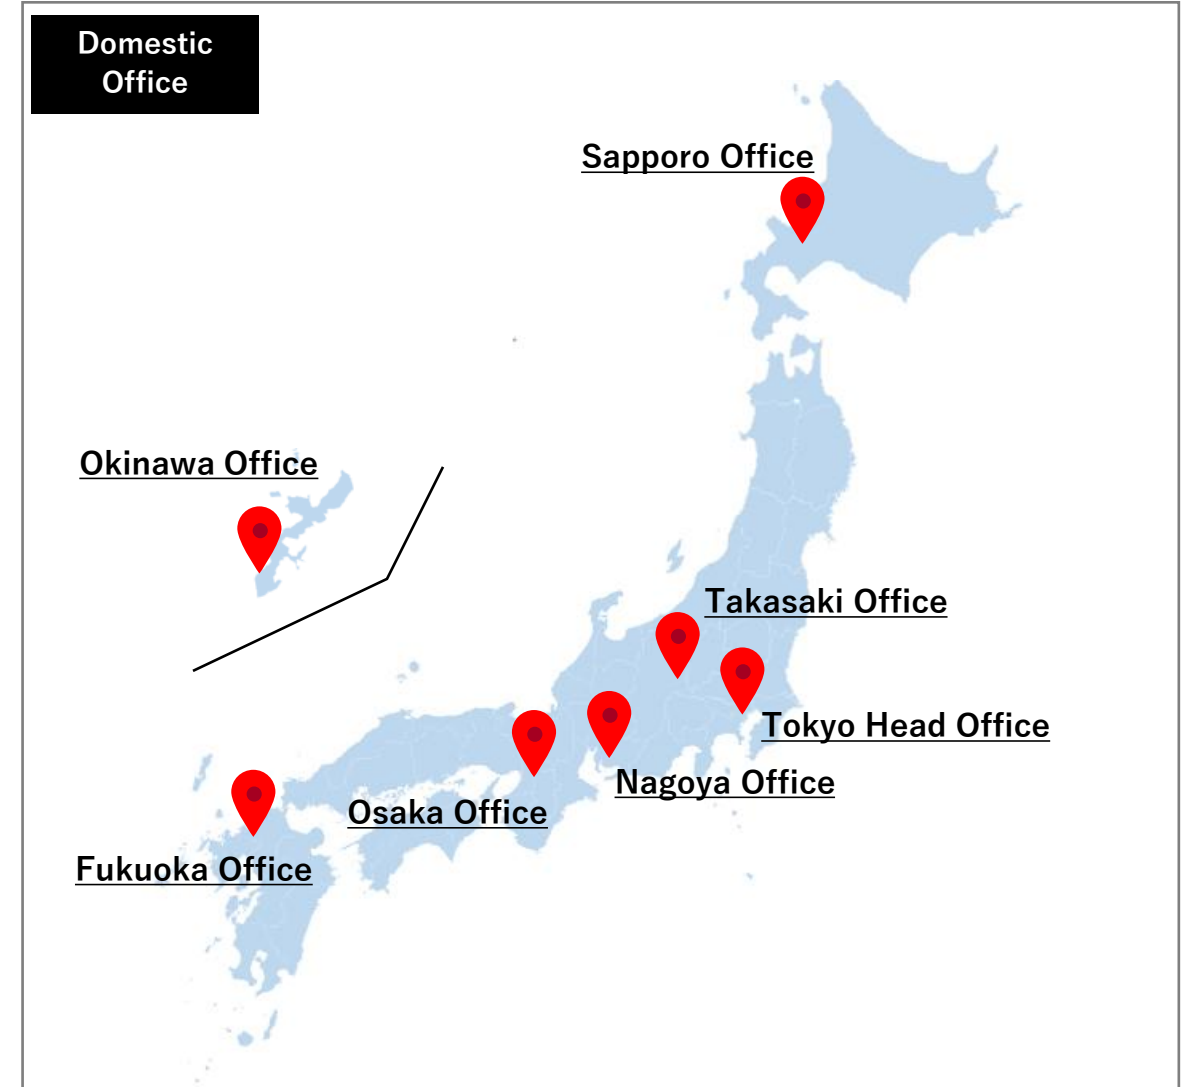 Domestic
Office
Sapporo Office
Okinawa Office
Takasaki Office
Tokyo Head Office
Nagoya Office
Osaka Office
Fukuoka Office